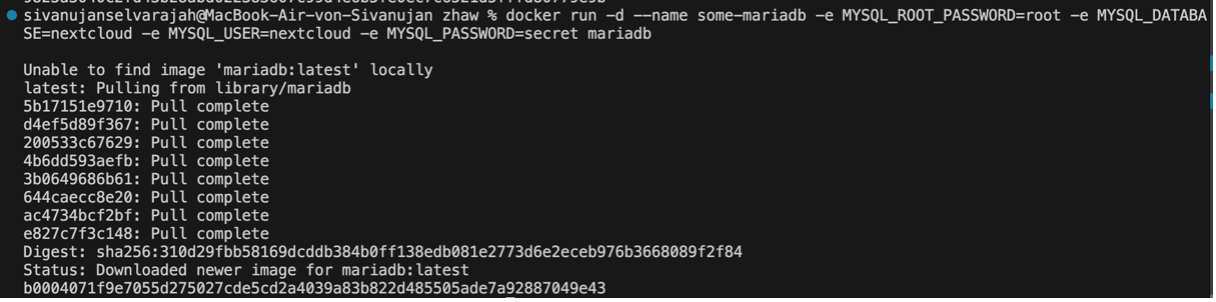 sivanujanselvarajah@MacBook-Air-von-Sivanujan zhaw % docker run -d --name some-mariadb -e MYSQL_ROOT_PASSWORD=root -e MYSQL_DATABA
SE=nextcloud -e MYSQL_USER=nextcloud -e MYSQL_PASSWORD=secret mariadb
Unable to find image 'mariadb:latest' locally
latest: Pulling from library/mariadb
5b17151e9710: Pull complete
d4ef5d89f367: Pull complete
200533c67629: Pull complete
4b6dd593aefb: Pull complete
3b0649686b61: Pull complete
644caecc8e20: Pull complete
ac4734bcf2bf: Pull complete
e827c7f3c148: Pull complete
Digest: sha256:310d29fbb58169dcddb384b0ff138edb081e2773d6e2eceb976b3668089f2f84
Status: Downloaded newer image for mariadb:latest
b0004071f9e7055d275027cde5cd2a4039a83b822d485505ade7a92887049e43